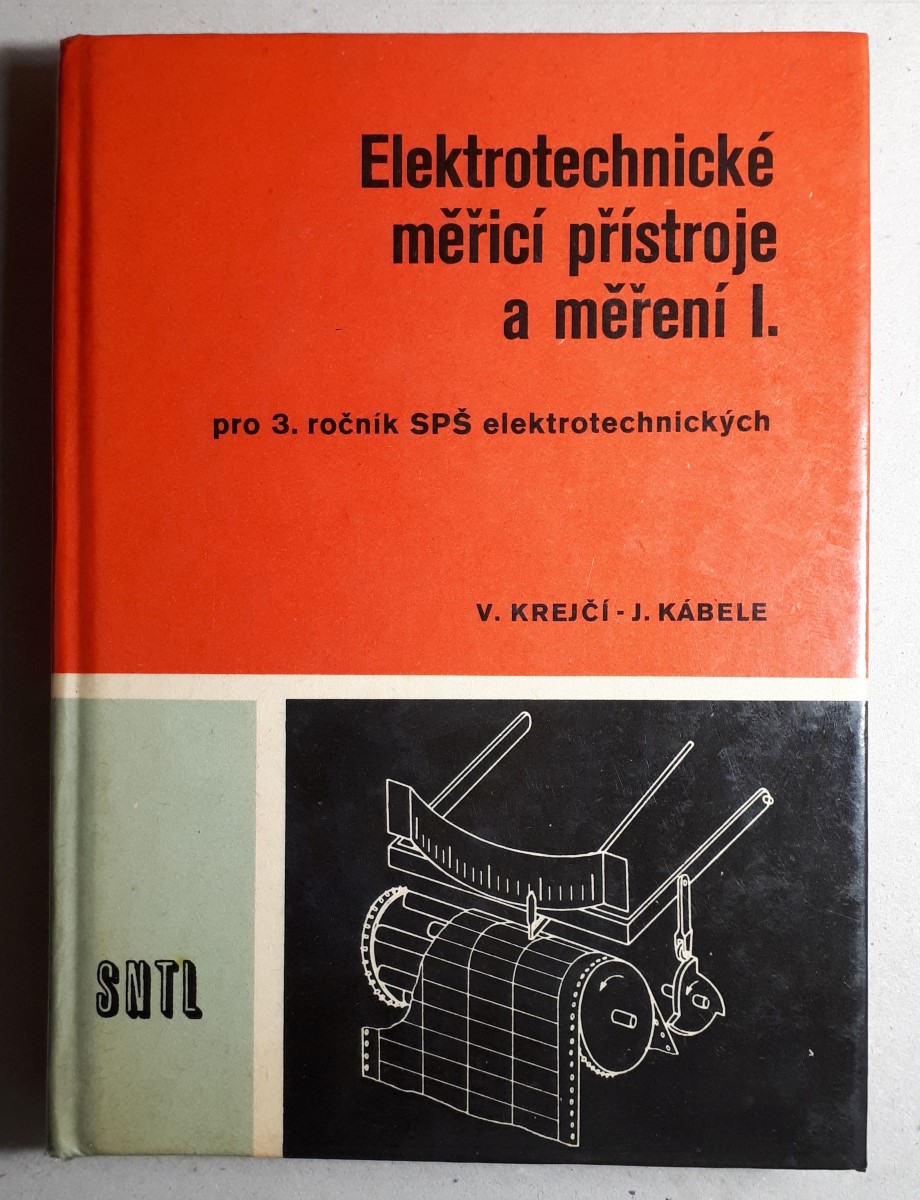 Elektrotechnické
měřicí přístroje
a měření I.
pro 3. ročník SPŠ elektrotechnických
V. KREJČÍ - J. KÁBELE
SNTL